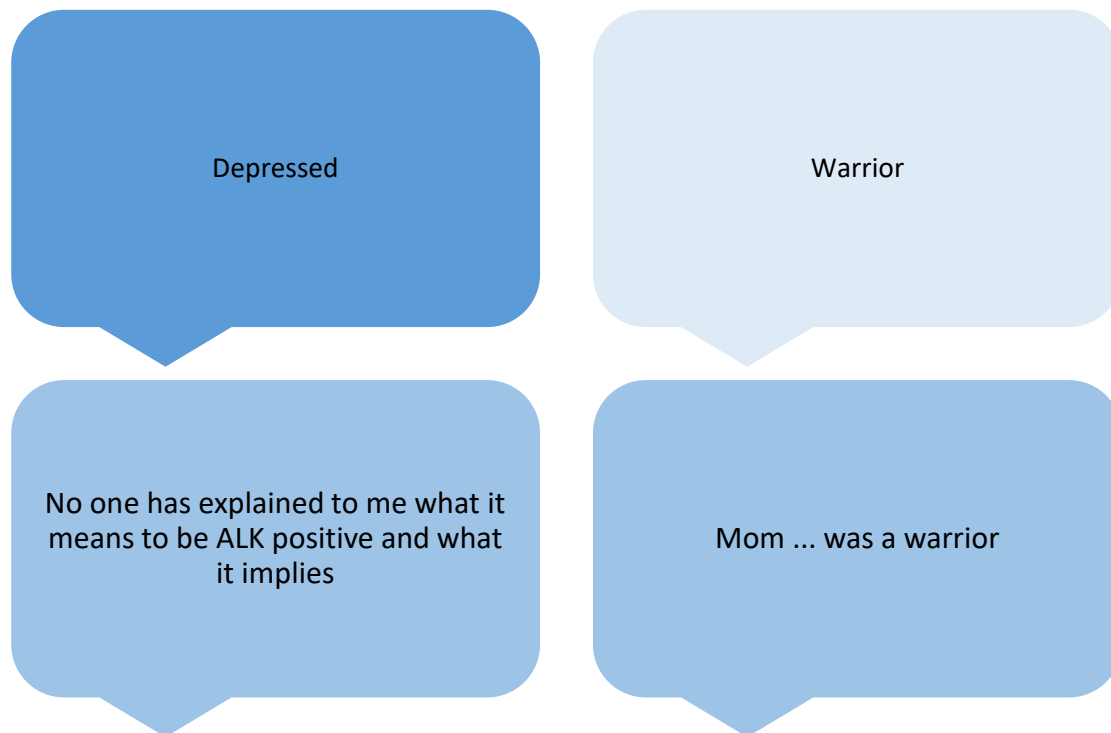 Depressed
Warrior
No one has explained to me what it
means to be ALK positive and what
it implies
Mom ... was a warrior